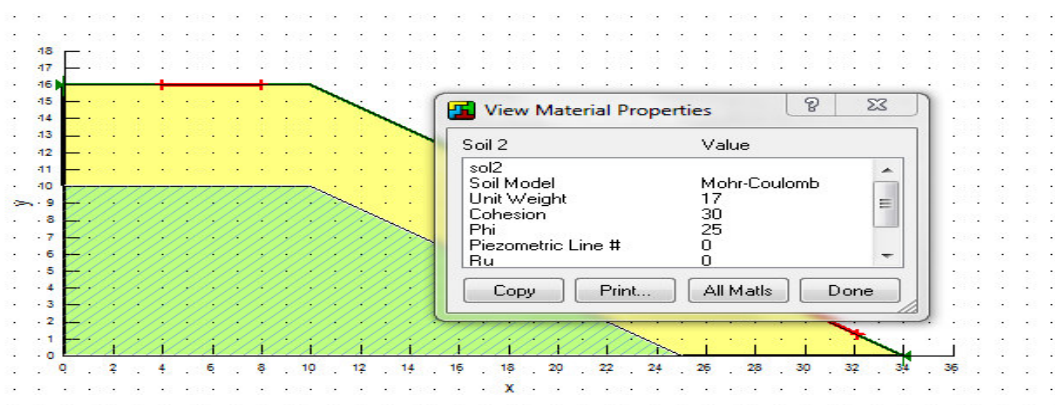 View Material Properties
Soil 2 Value
sol2
Soil Model Mohr-Coulomb
Unit Weight 17
Cohesion 30
Phi 25
Piezometric Line # 0
Ru 0
Copy Print... All Matls Done
18
17
16
15
14
13
12
11
10
9
8
7
6
5
4
3
2
1
0
y
0 2 4 6 8 10 12 14 16 18 20 22 24 26 28 30 32 34 36
x